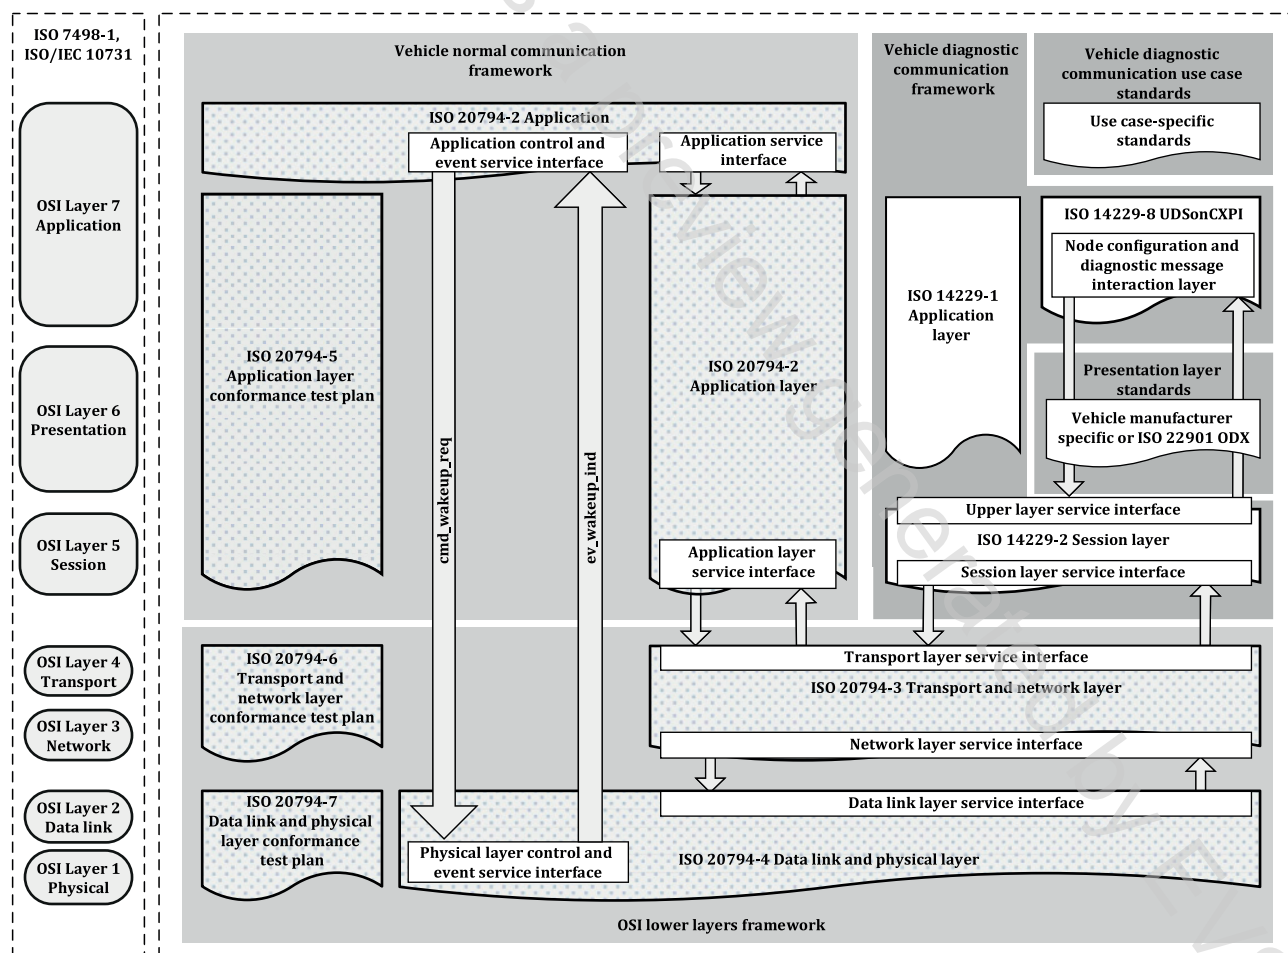 ISO 7498-1,
ISO/IEC 10731
OSI Layer 7
Application
OSI Layer 6
Presentation
OSI Layer 5
Session
OSI Layer 4
Transport
OSI Layer 3
Network
OSI Layer 2
Data link
OSI Layer 1
Physical
Vehicle normal communication
framework
ISO 20794-2 Application
Application control and
event service interface
Application service
interface
ISO 20794-5
Application layer
conformance test plan
cmd_wakeup_req
ev_wakeup_ind
ISO 20794-2
Application layer
Application layer
service interface
Vehicle diagnostic
communication
framework
Vehicle diagnostic
communication use case
standards
Use case-specific
standards
ISO 14229-1
Application
layer
ISO 14229-8 UDSonCXPI
Node configuration and
diagnostic message
interaction layer
Presentation layer
standards
Vehicle manufacturer
specific or ISO 22901 ODX
Upper layer service interface
ISO 14229-2 Session layer
Session layer service interface
ISO 20794-6
Transport and
network layer
conformance test plan
Transport layer service interface
ISO 20794-3 Transport and network layer
Network layer service interface
ISO 20794-7
Data link and physical
layer conformance
test plan
Data link layer service interface
Physical layer control and
event service interface
ISO 20794-4 Data link and physical layer
OSI lower layers framework
a preview generated by